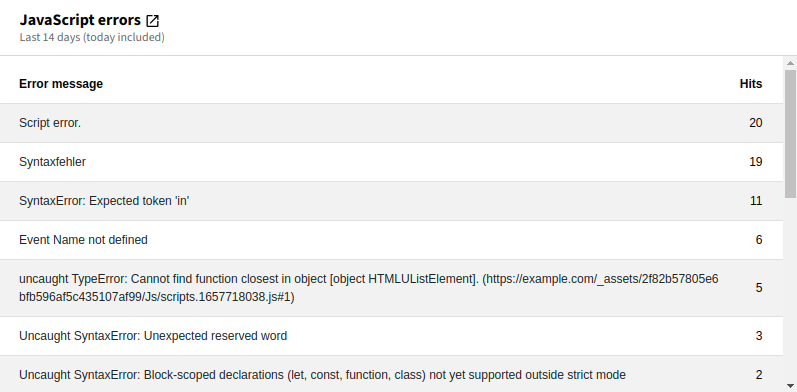 JavaScript errors
Last 14 days (today included)
Error message Hits
Script error. 20
Syntaxfehler 19
SyntaxError: Expected token 'in' 11
Event Name not defined 6
uncaught TypeError: Cannot find function closest in object [object HTMLUListElement]. (https://example.com/_assets/2f82b57805e6
bfb596af5c435107af99/Js/scripts.1657718038.js#1) 5
Uncaught SyntaxError: Unexpected reserved word 3
Uncaught SyntaxError: Block-scoped declarations (let, const, function, class) not yet supported outside strict mode 2